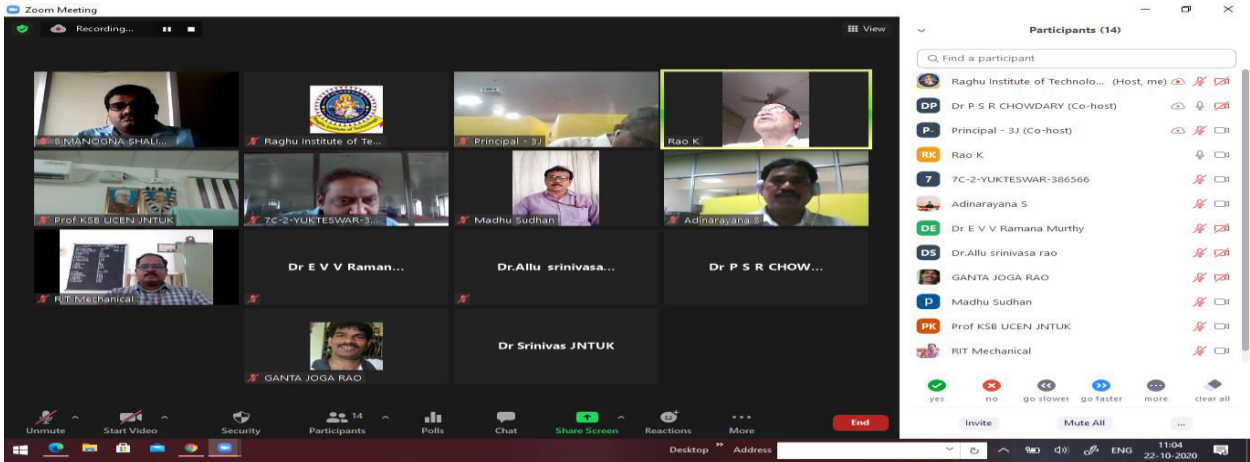 Zoom Meeting
Recording...
View
S.MANOGNA SHALI...
Raghu Institute of Te...
Principal - 3J
Rao K
Prof KSB UCEN JNTUK
7C-2-YUKTESWAR-3...
Madhu Sudhan
Adinarayana S
RIT Mechanical
Dr E V V Raman...
Dr.Allu srinivasa...
Dr P S R CHOW...
GANTA JOGA RAO
Dr Srinivas JNTUK
Participants (14)
Find a participant
Raghu Institute of Technolo... (Host, me)
DP Dr P S R CHOWDARY (Co-host)
P- Principal - 3J (Co-host)
RK Rao K
7 7C-2-YUKTESWAR-386566
Adinarayana S
DE Dr E V V Ramana Murthy
DS Dr.Allu srinivasa rao
GANTA JOGA RAO
p Madhu Sudhan
PK Prof KSB UCEN JNTUK
RIT Mechanical
yes no go slower go faster more clear all
Invite Mute All ...
Unmute Start Video Security Participants 14 Polls Chat Share Screen Reactions More End
Desktop Address ENG 11:04
22-10-2020